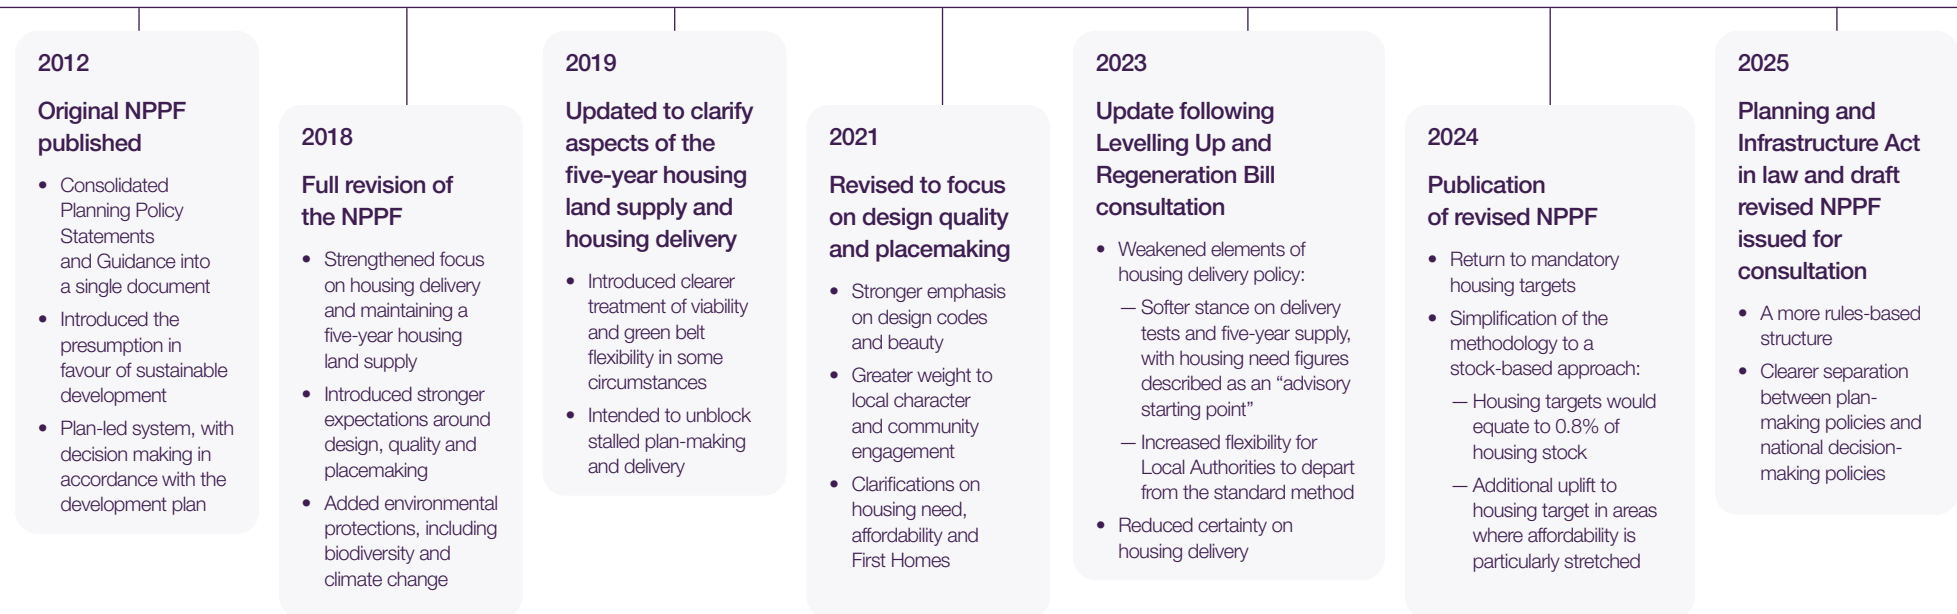 2012
Original NPPF
published
• Consolidated
Planning Policy
Statements
and Guidance into
a single document
• Introduced the
presumption in
favour of sustainable
development
• Plan-led system, with
decision making in
accordance with the
development plan
2018
Full revision of
the NPPF
• Strengthened focus
on housing delivery
and maintaining a
five-year housing
land supply
• Introduced stronger
expectations around
design, quality and
placemaking
• Added environmental
protections, including
biodiversity and
climate change
2019
Updated to clarify
aspects of the
five-year housing
land supply and
housing delivery
• Introduced clearer
treatment of viability
and green belt
flexibility in some
circumstances
• Intended to unblock
stalled plan-making
and delivery
2021
Revised to focus
on design quality
and placemaking
• Stronger emphasis
on design codes
and beauty
• Greater weight to
local character
and community
engagement
• Clarifications on
housing need,
affordability and
First Homes
2023
Update following
Levelling Up and
Regeneration Bill
consultation
• Weakened elements of
housing delivery policy:
— Softer stance on delivery
tests and five-year supply,
with housing need figures
described as an “advisory
starting point”
— Increased flexibility for
Local Authorities to depart
from the standard method
• Reduced certainty on
housing delivery
2024
Publication
of revised NPPF
• Return to mandatory
housing targets
• Simplification of the
methodology to a
stock-based approach:
— Housing targets would
equate to 0.8% of
housing stock
— Additional uplift to
housing target in areas
where affordability is
particularly stretched
2025
Planning and
Infrastructure Act
in law and draft
revised NPPF
issued for
consultation
• A more rules-based
structure
• Clearer separation
between plan-
making policies and
national decision-
making policies